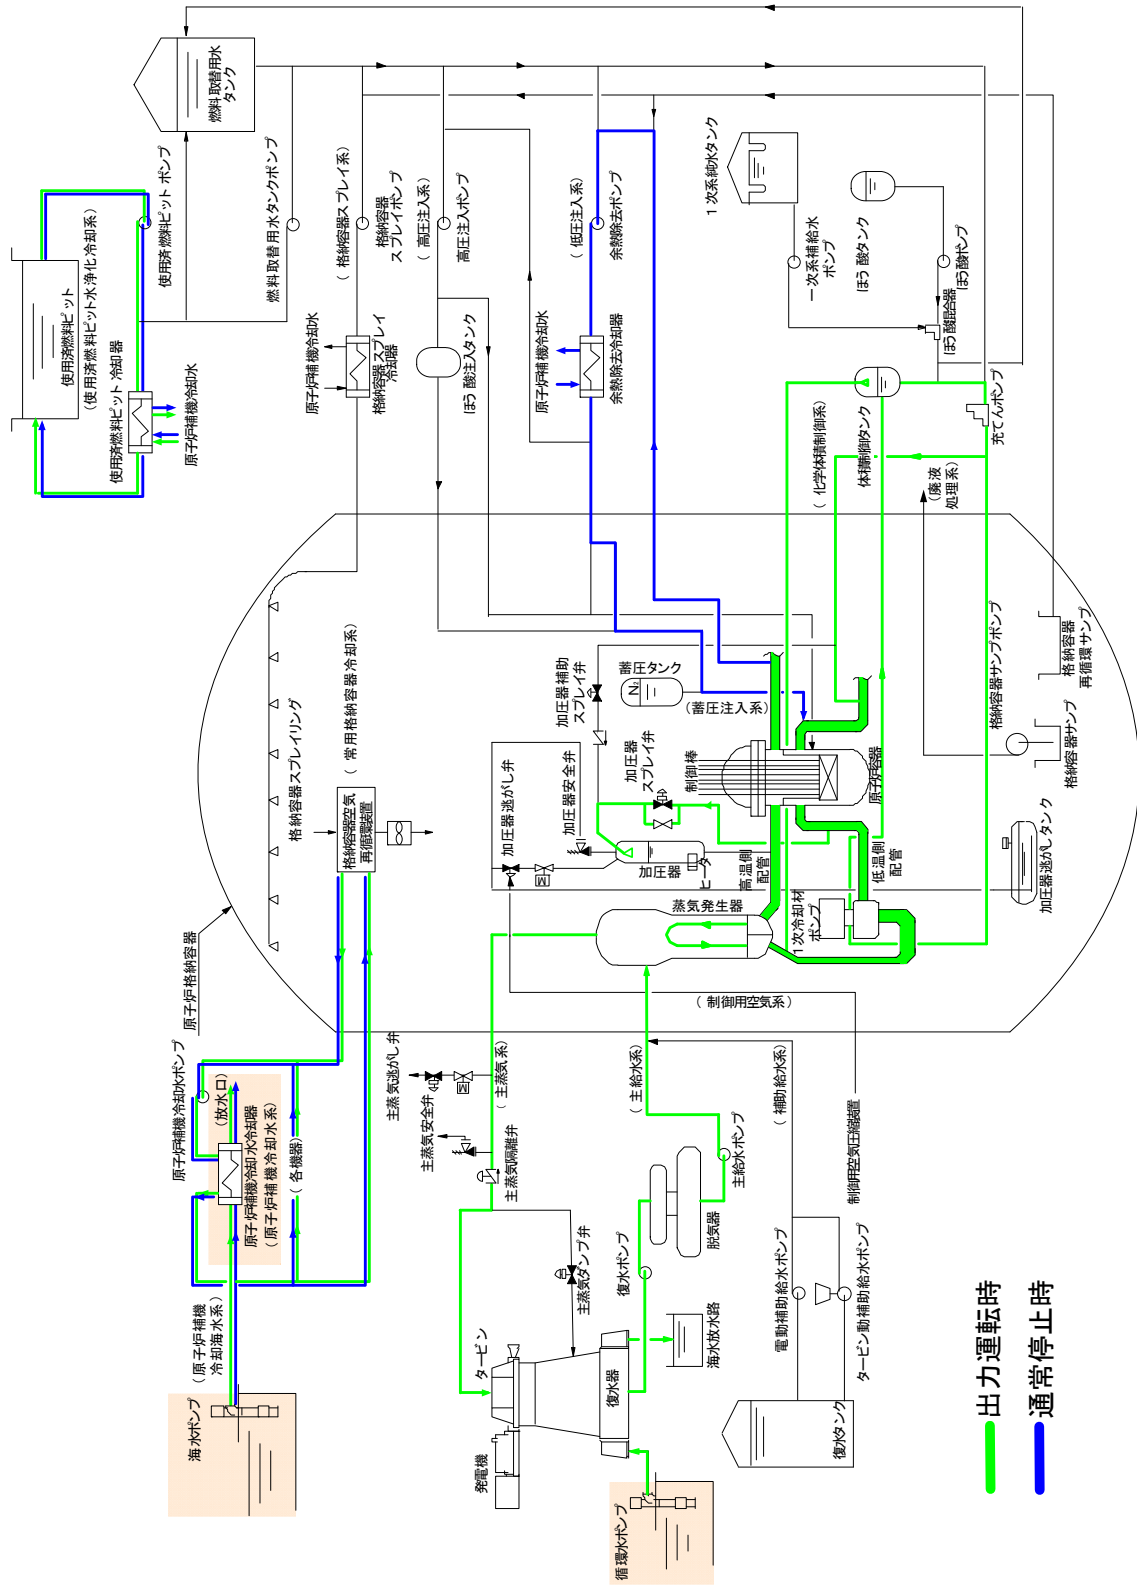 海水ポンプ
（原子炉補機
冷却海水系）
原子炉補機冷却水ポンプ
（放水口）
原子炉補機冷却水冷却器
（原子炉補機冷却水系）
（各機器）
原子炉格納容器
格納容器スプレイリング
（常用格納容器冷却系）
格納容器空気
再循環装置
使用済燃料ピット
（使用済燃料ピット水浄化冷却系）
使用済燃料ピット冷却器
原子炉補機冷却水
使用済燃料ピットポンプ
燃料取替用水
タンク
燃料取替用水タンクポンプ
（格納容器スプレイ系）
格納容器
スプレイポンプ
原子炉補機冷却水
格納容器スプレイ
冷却器
（高圧注入系）
高圧注入ポンプ
ほう酸注入タンク
（低圧注入系）
余熱除去ポンプ
原子炉補機冷却水
余熱除去冷却器
１次系純水タンク
一次系補給水
ポンプ
ほう酸タンク
ほう酸ポンプ
ほう酸混合器
（化学体積制御系）
体積制御タンク
充てんポンプ
（廃液
処理系）
格納容器サンプポンプ
格納容器
再循環サンプ
格納容器サンプ
加圧器逃がしタンク
加圧器補助
スプレイ弁
蓄圧タンク
N₂
（蓄圧注入系）
加圧器逃がし弁
加圧器安全弁
加圧器
スプレイ弁
制御棒
原子炉容器
加圧器
ヒータ
M
高温側
配管
低温側
配管
蒸気発生器
１次冷却材
ポンプ
（制御用空気系）
主蒸気逃がし弁
M
主蒸気安全弁
（主蒸気系）
主蒸気隔離弁
（主給水系）
（補助給水系）
制御用空気圧縮装置
主給水ポンプ
脱気器
復水ポンプ
主蒸気ダンプ弁
タービン
発電機
復水器
海水放水路
循環水ポンプ
電動補助給水ポンプ
タービン動補助給水ポンプ
復水タンク
出力運転時
通常停止時